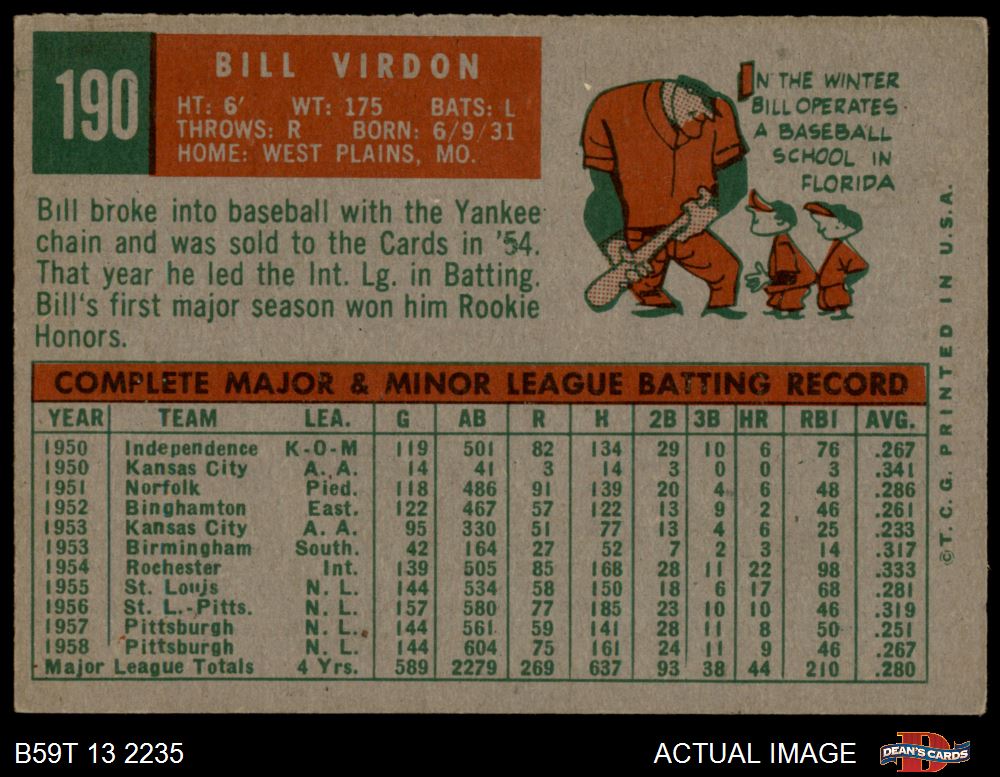 190
BILL VIRDON
HT: 6' WT: 175 BATS: L
THROWS: R BORN: 6/9/31
HOME: WEST PLAINS, MO.
IN THE WINTER
BILL OPERATES
A BASEBALL
SCHOOL IN
FLORIDA
Bill broke into baseball with the Yankee
chain and was sold to the Cards in '54.
That year he led the Int. Lg. in Batting.
Bill's first major season won him Rookie
Honors.
COMPLETE MAJOR & MINOR LEAGUE BATTING RECORD
YEAR TEAM LEA. G AB R H 2B 3B HR RBI AVG.
1950 Independence K-O-M 119 501 82 134 29 10 6 76 .267
1950 Kansas City A. A. 14 41 3 14 3 0 0 3 .341
1951 Norfolk Pied. 118 486 91 139 20 4 6 48 .286
1952 Binghamton East. 122 467 57 122 13 9 2 46 .261
1953 Kansas City A. A. 95 330 51 77 13 4 6 25 .233
1953 Birmingham South. 42 164 27 52 7 2 3 14 .317
1954 Rochester Int. 139 505 85 168 28 11 22 98 .333
1955 St. Louis N. L. 144 534 58 150 18 6 17 68 .281
1956 St. L.-Pitts. N. L. 157 580 77 185 23 10 10 46 .319
1957 Pittsburgh N. L. 144 561 59 141 28 11 8 50 .251
1958 Pittsburgh N. L. 144 604 75 161 24 11 9 46 .267
Major League Totals 4 Yrs. 589 2279 269 637 93 38 44 210 .280
©T. C. G. PRINTED IN U.S.A.
B59T 13 2235
ACTUAL IMAGE
D
DEAN'S CARDS